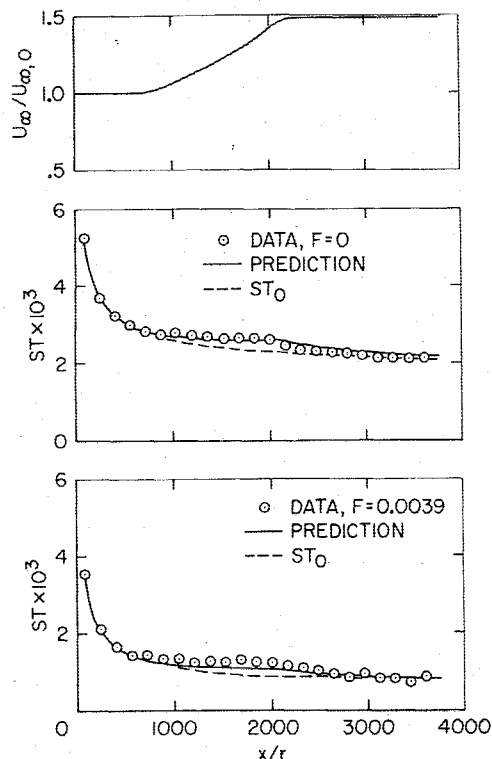 1.5
1.0
.5
U∞/U∞,0
6
4
2
0
ST × 10³
DATA, F=0
PREDICTION
ST₀
6
4
2
0
1000
2000
3000
4000
ST × 10³
DATA, F=0.0039
PREDICTION
ST₀
x/r